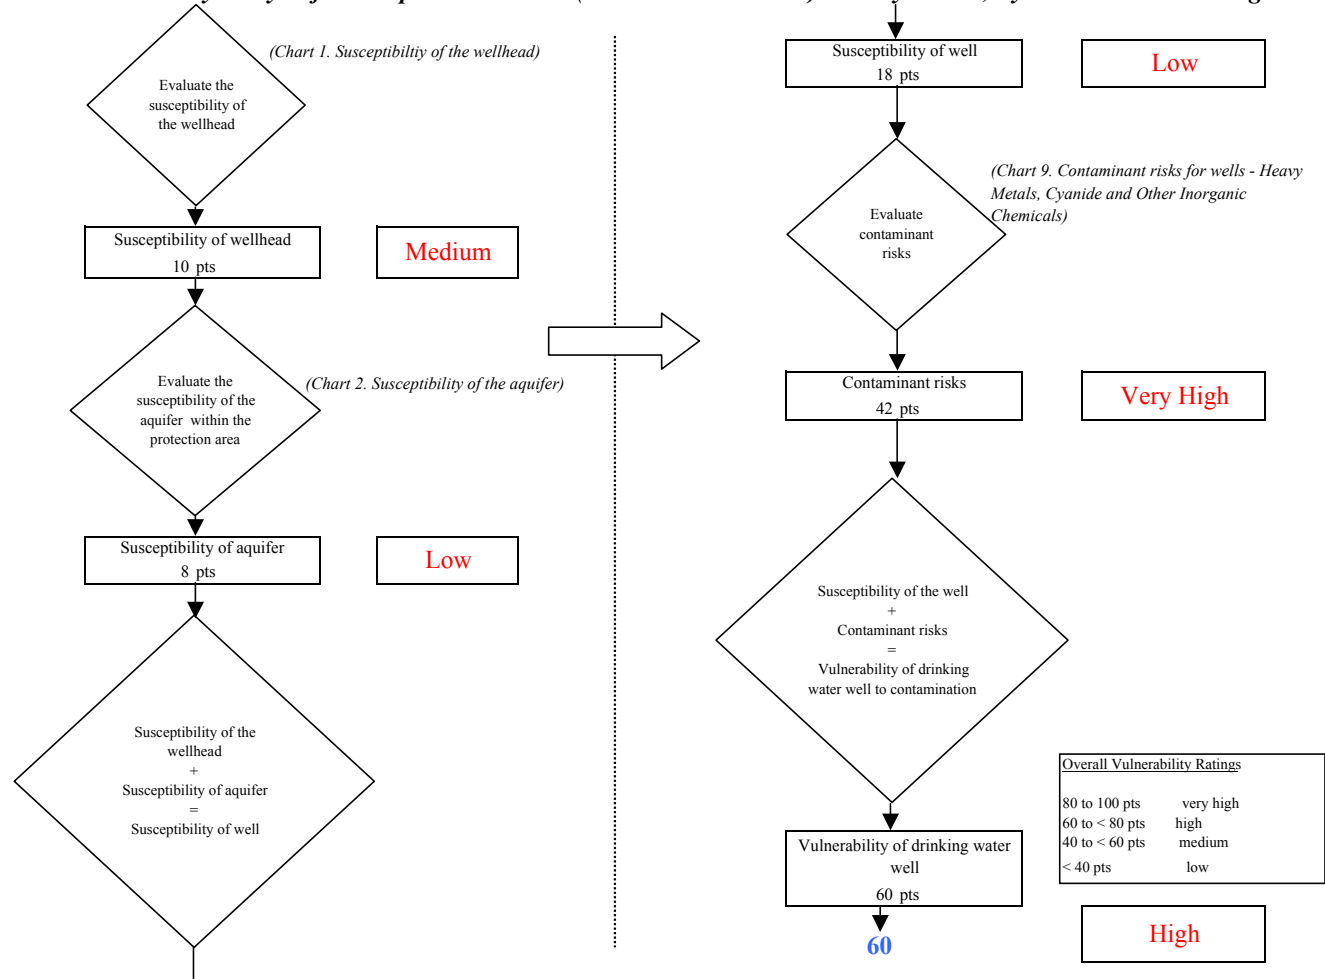 (Chart 1. Susceptibiltiy of the wellhead)
Evaluate the
susceptibility of
the wellhead
Susceptibility of wellhead
10 pts
Medium
Evaluate the
susceptibility of the
aquifer within the
protection area
(Chart 2. Susceptibility of the aquifer)
Susceptibility of aquifer
8 pts
Low
Susceptibility of the
wellhead
+
Susceptibility of aquifer
=
Susceptibility of well
Susceptibility of well
18 pts
Low
Evaluate
contaminant
risks
(Chart 9. Contaminant risks for wells - Heavy
Metals, Cyanide and Other Inorganic
Chemicals)
Contaminant risks
42 pts
Very High
Susceptibility of the well
+
Contaminant risks
=
Vulnerability of drinking
water well to contamination
Overall Vulnerability Ratings
80 to 100 pts very high
60 to < 80 pts high
40 to < 60 pts medium
< 40 pts low
Vulnerability of drinking water
well
60 pts
60
High